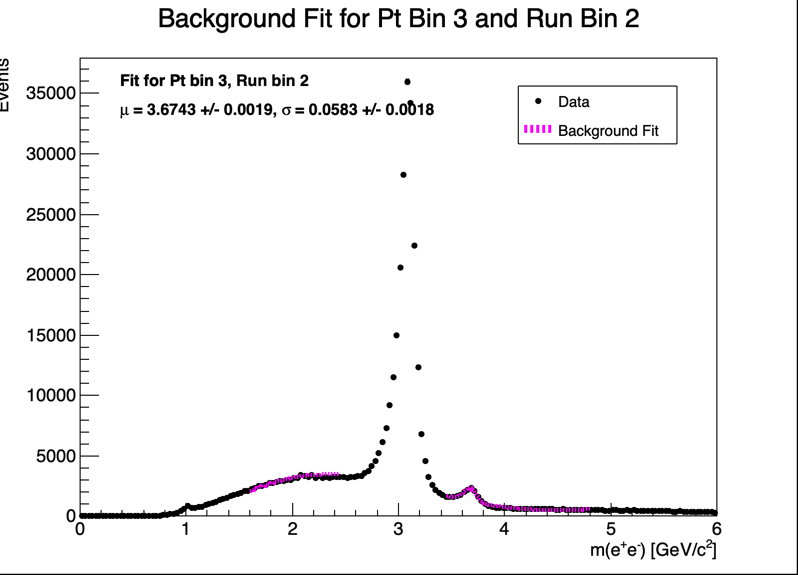 Background Fit for Pt Bin 3 and Run Bin 2
Events
Fit for Pt bin 3, Run bin 2
μ = 3.6743 +/- 0.0019, σ = 0.0583 +/- 0.0018
Data
Background Fit
35000
30000
25000
20000
15000
10000
5000
0
0 1 2 3 4 5 6
m(e⁺e⁻) [GeV/c²]